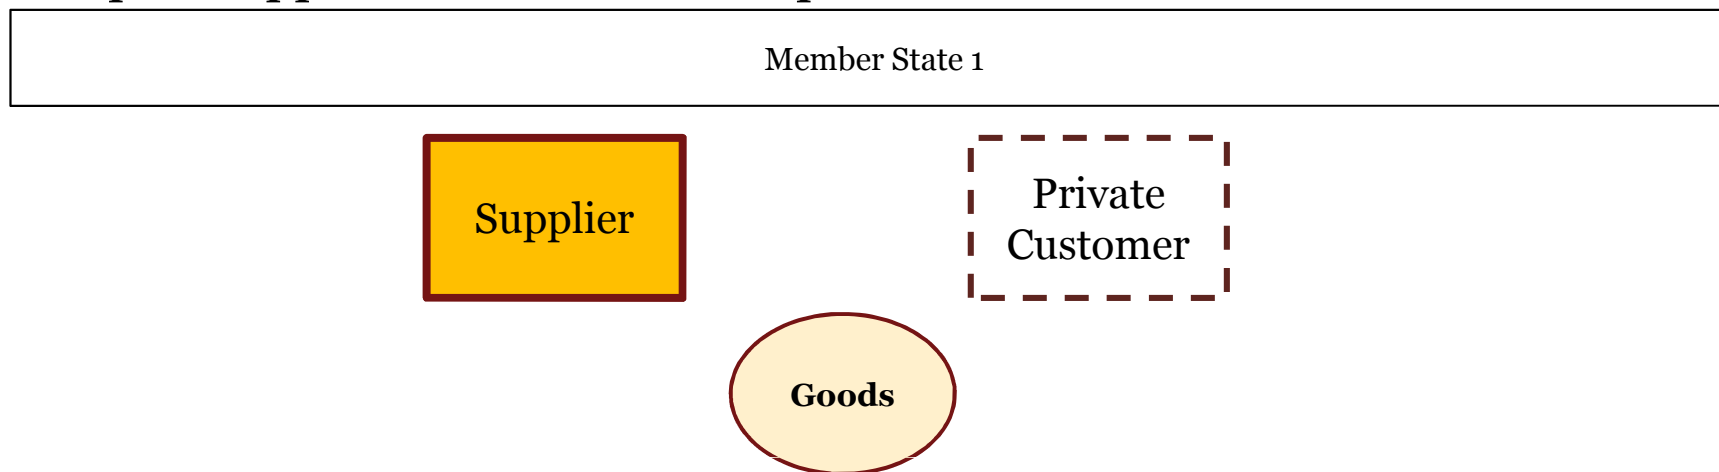 Member State 1
Supplier
Private
Customer
Goods